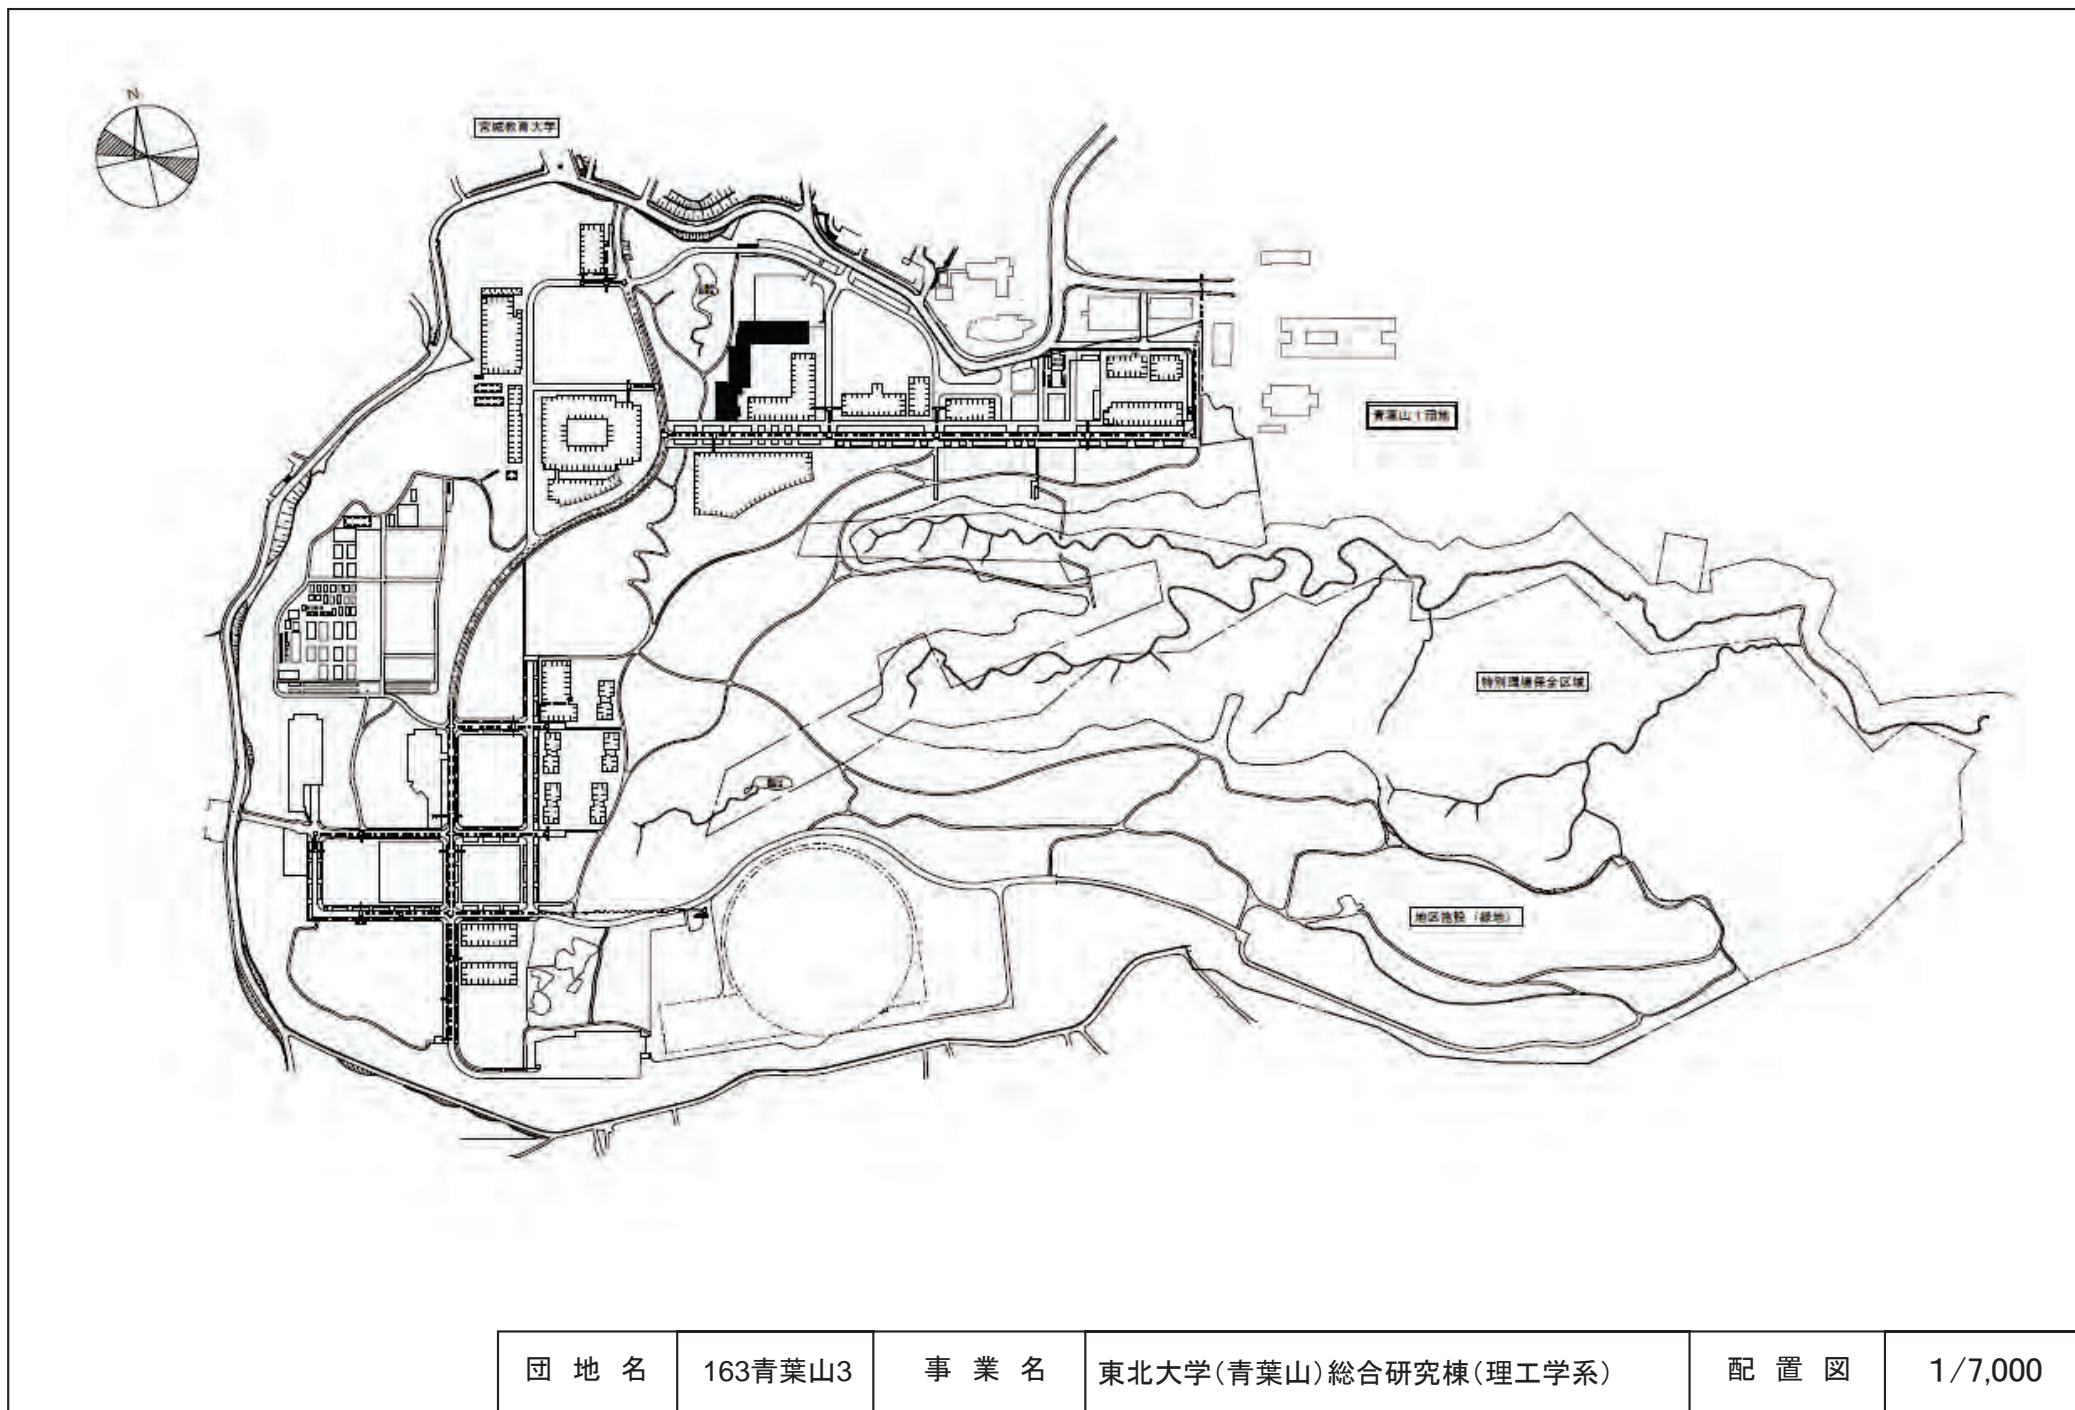 N
宮城教育大学
青葉山1団地
特別環境保全区域
地区施設（緑地）
団地名 163青葉山3 事業名 東北大学（青葉山）総合研究棟（理工学系） 配置図 1/7,000